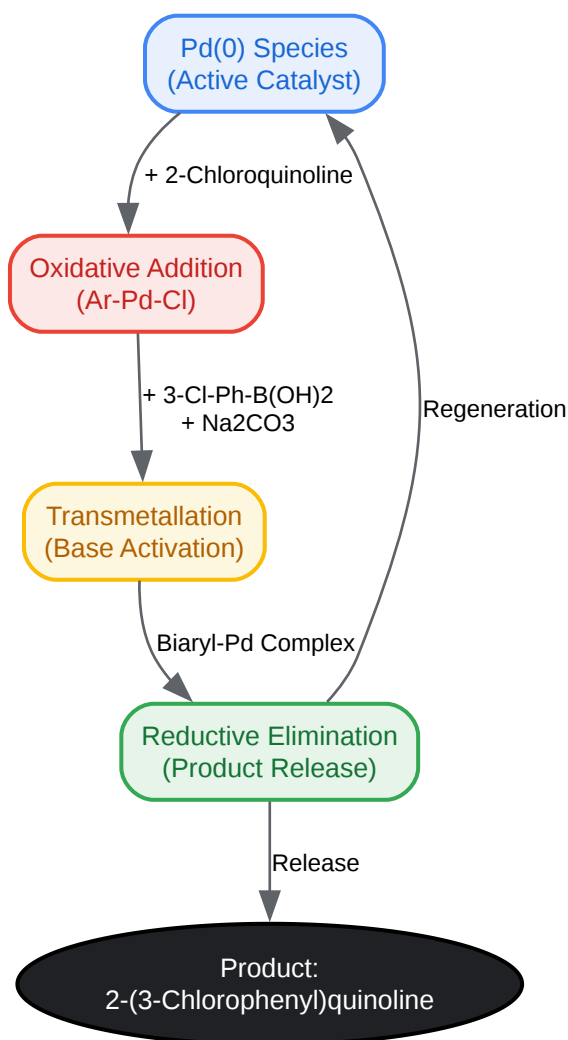 Pd(0) Species
(Active Catalyst)
+ 2-Chloroquinoline
Oxidative Addition
(Ar-Pd-Cl)
+ 3-Cl-Ph-B(OH)2
+ Na2CO3
Regeneration
Transmetallation
(Base Activation)
Biaryl-Pd Complex
Reductive Elimination
(Product Release)
Release
Product:
2-(3-Chlorophenyl)quinoline